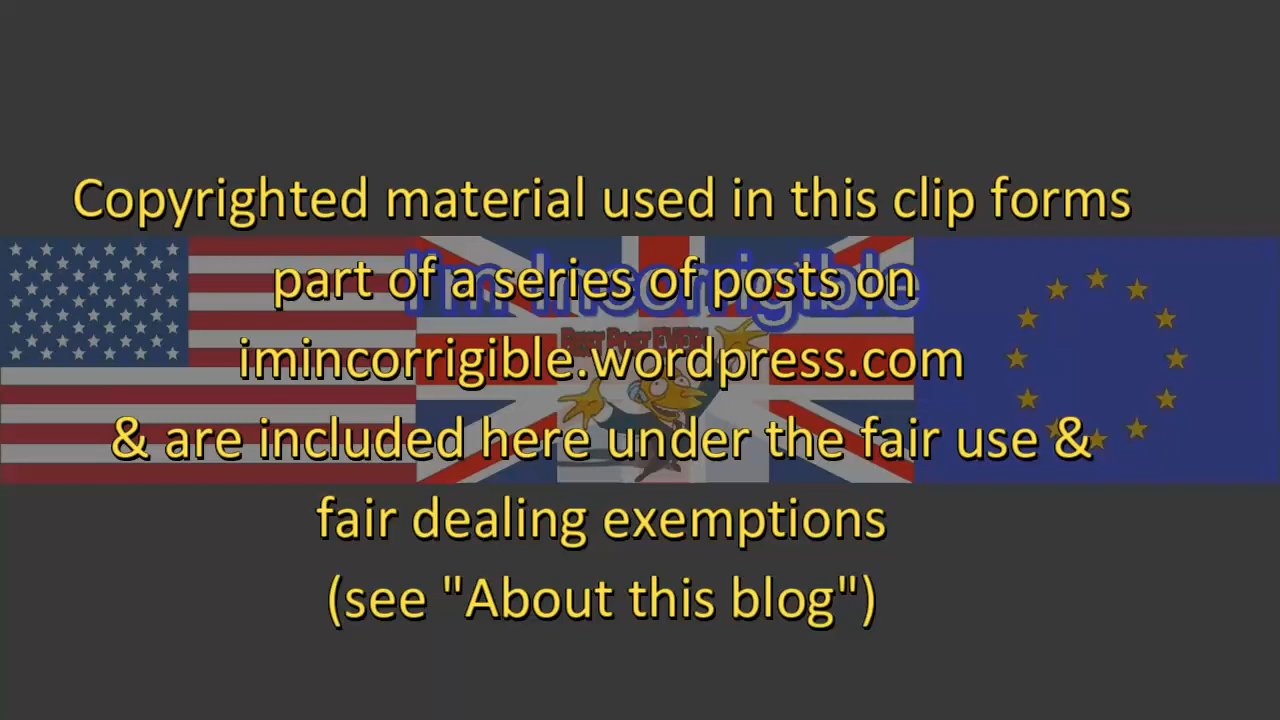 Copyrighted material used in this clip forms
part of a series of posts on
I'm Incorrigible
imincorrigible.wordpress.com
& are included here under the fair use &
fair dealing exemptions
(see "About this blog")